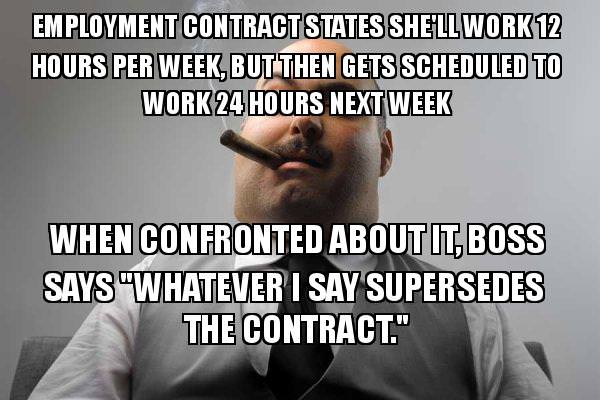 EMPLOYMENT CONTRACT STATES SHE'LL WORK 12
HOURS PER WEEK, BUT THEN GETS SCHEDULED TO
WORK 24 HOURS NEXT WEEK
WHEN CONFRONTED ABOUT IT, BOSS
SAYS "WHATEVER I SAY SUPERSEDES
THE CONTRACT."